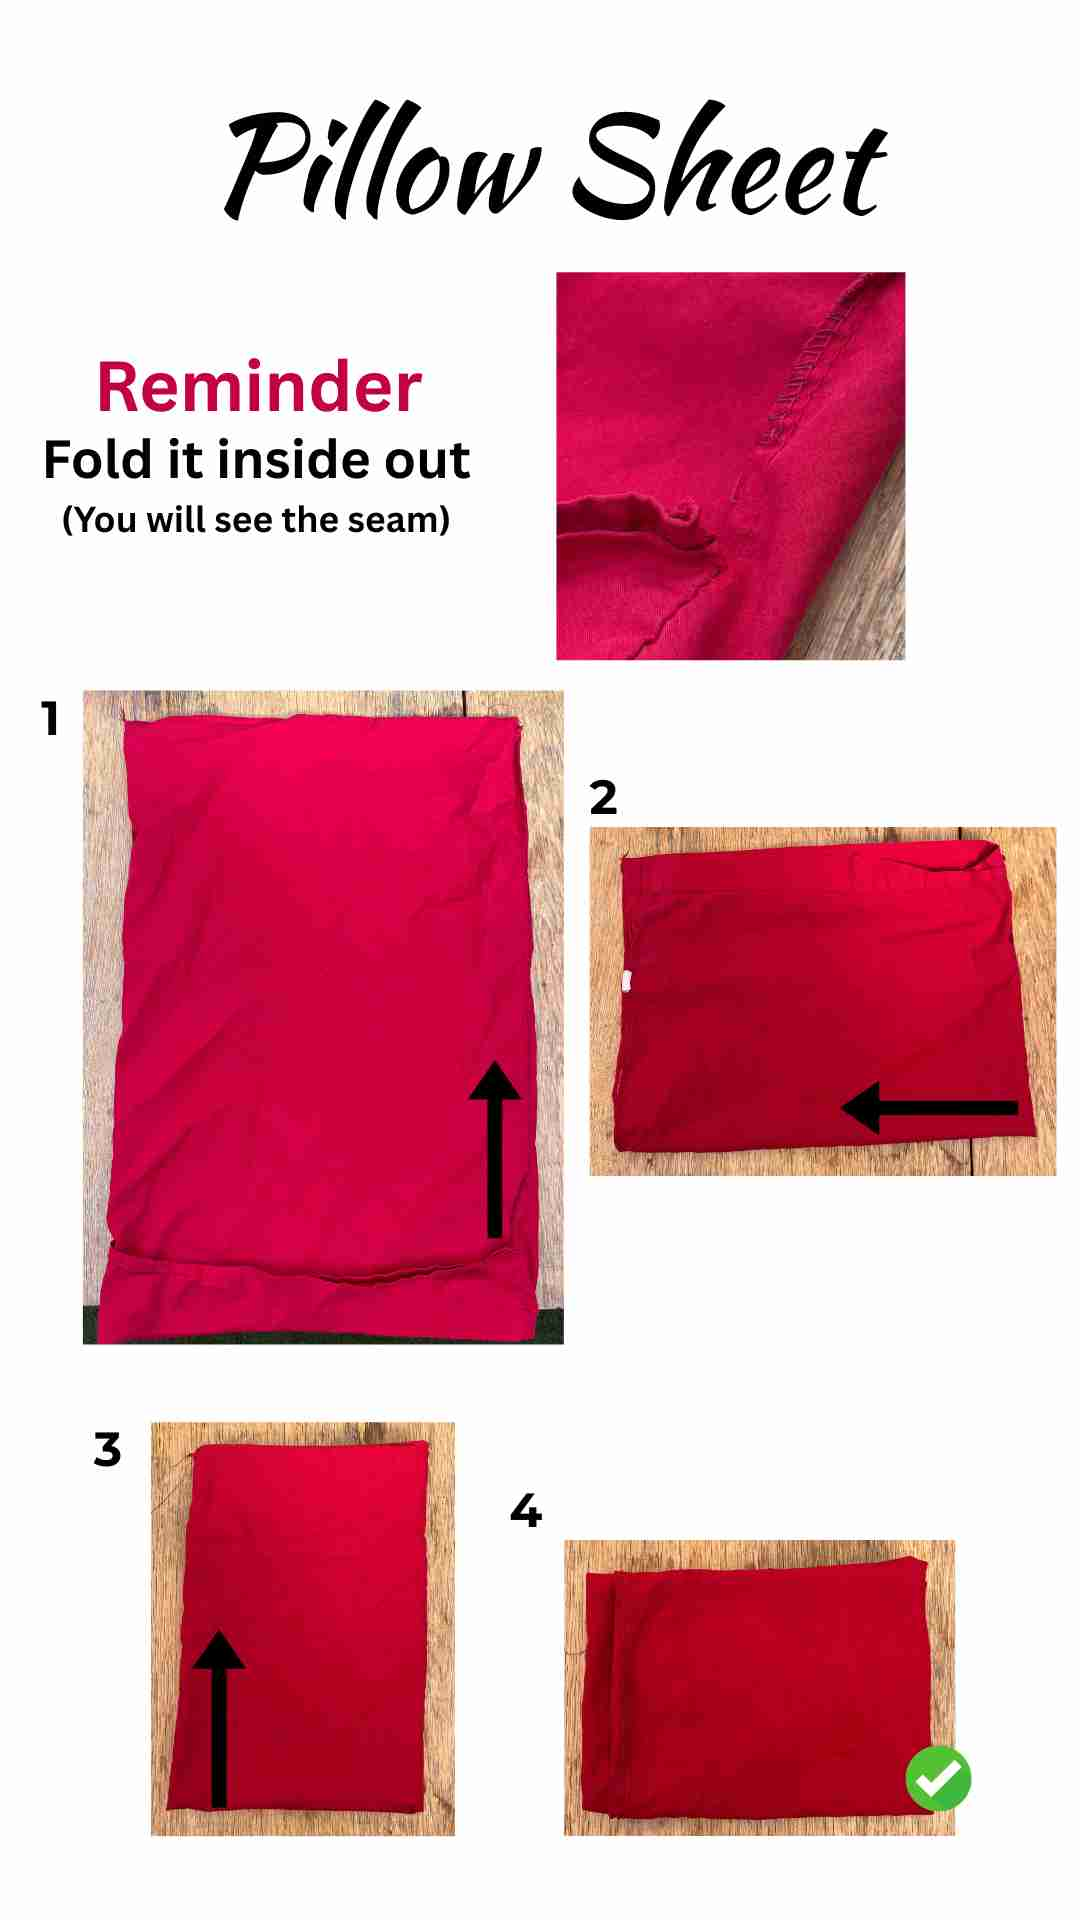 Pillow Sheet
Reminder
Fold it inside out
(You will see the seam)
1
2
3
4